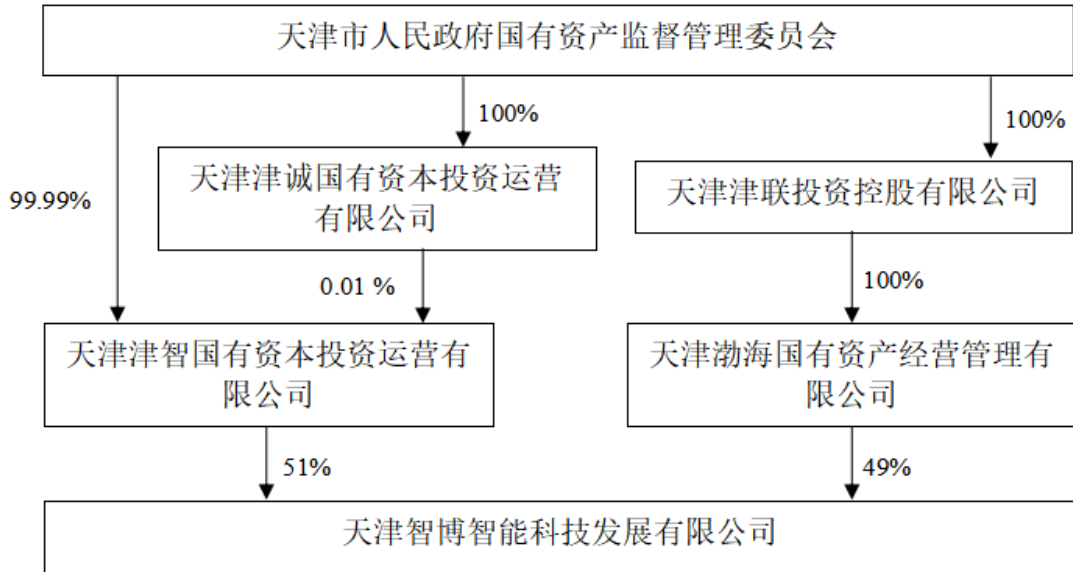 天津市人民政府国有资产监督管理委员会
100%
100%
天津津诚国有资本投资运营
有限公司
天津津联投资控股有限公司
99.99%
0.01 %
100%
天津津智国有资本投资运营有
限公司
天津渤海国有资产经营管理有
限公司
51%
49%
天津智博智能科技发展有限公司